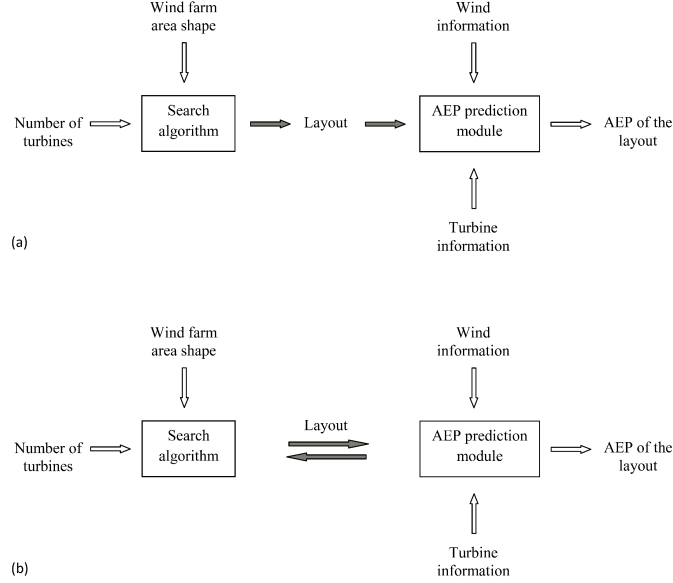 Wind farm
area shape
Wind
information
Number of
turbines
Search
algorithm
Layout
AEP prediction
module
AEP of the
layout
Turbine
information
(a)
Wind farm
area shape
Wind
information
Number of
turbines
Search
algorithm
Layout
AEP prediction
module
AEP of the
layout
Turbine
information
(b)